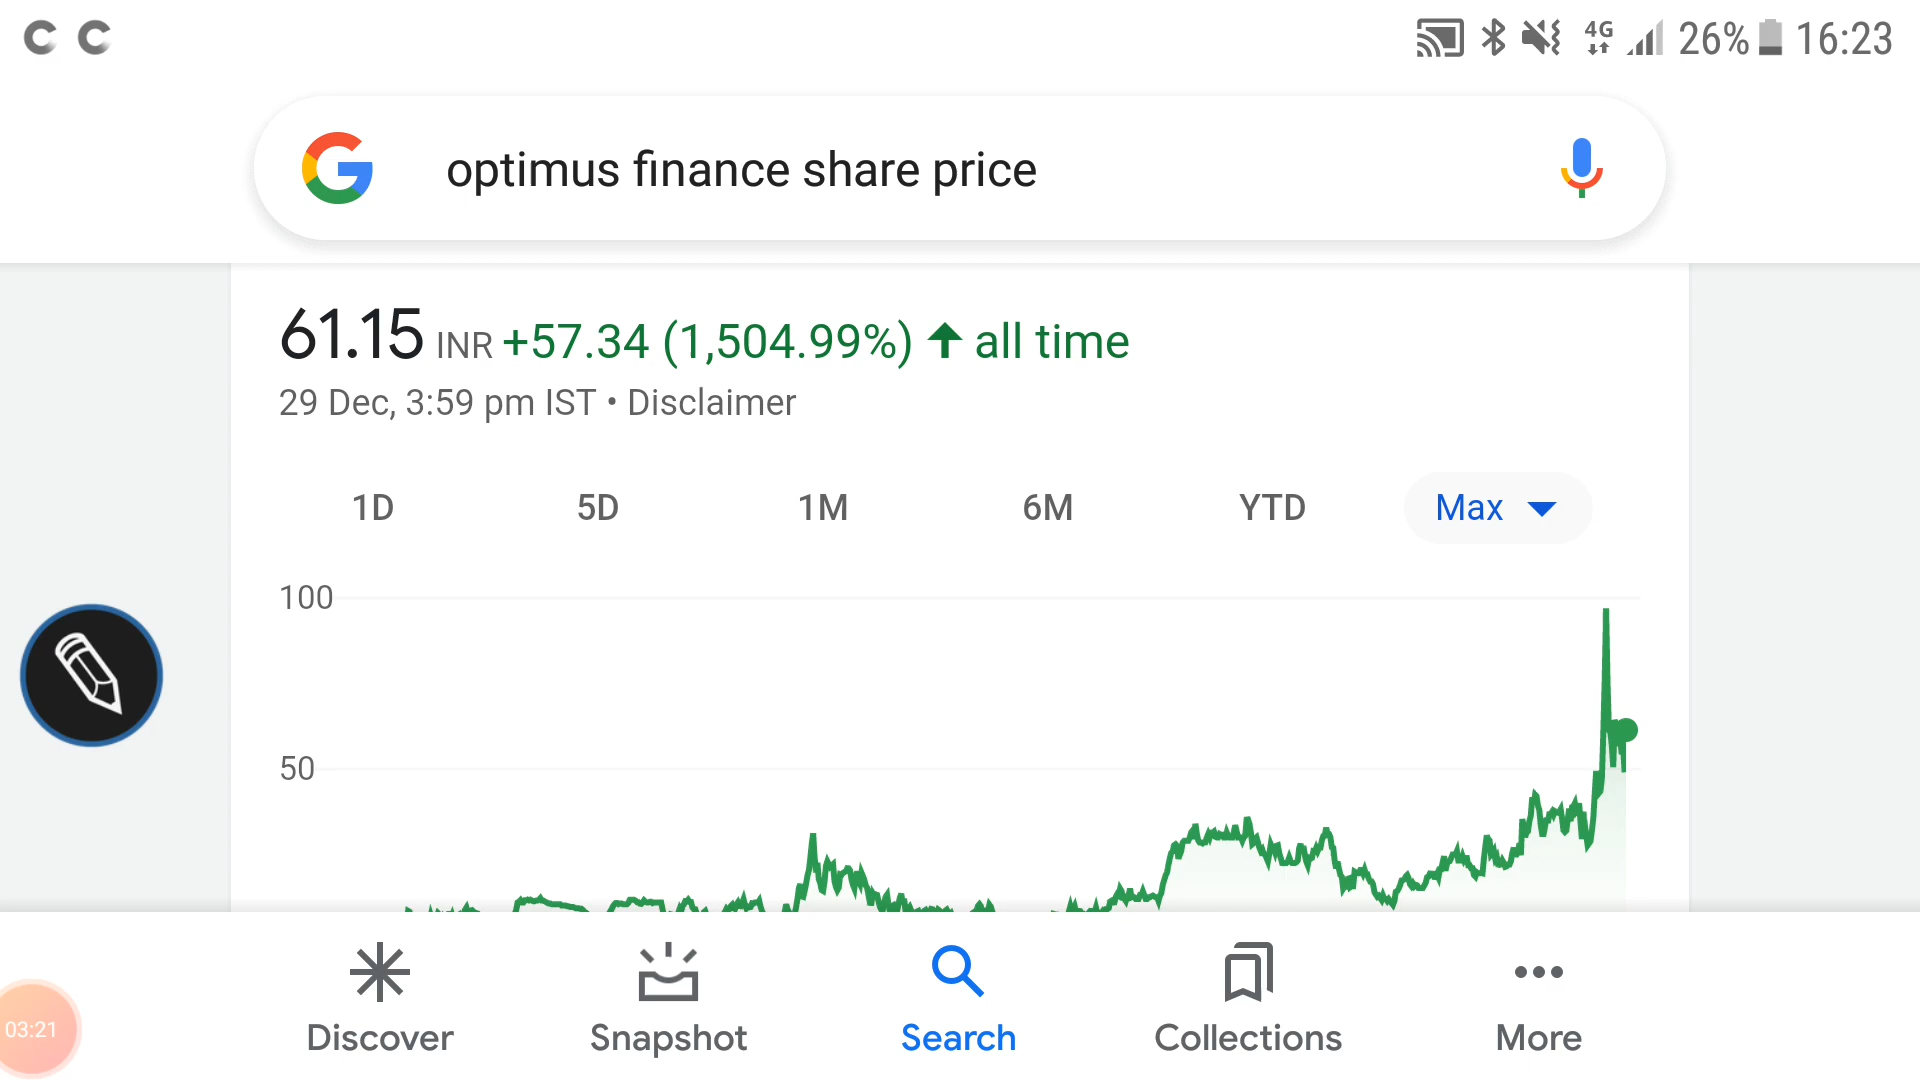 4G 26% 16:23
optimus finance share price
61.15 INR +57.34 (1,504.99%) ↑ all time
29 Dec, 3:59 pm IST • Disclaimer
1D 5D 1M 6M YTD Max
100
50
Discover Snapshot Search Collections More
03:21